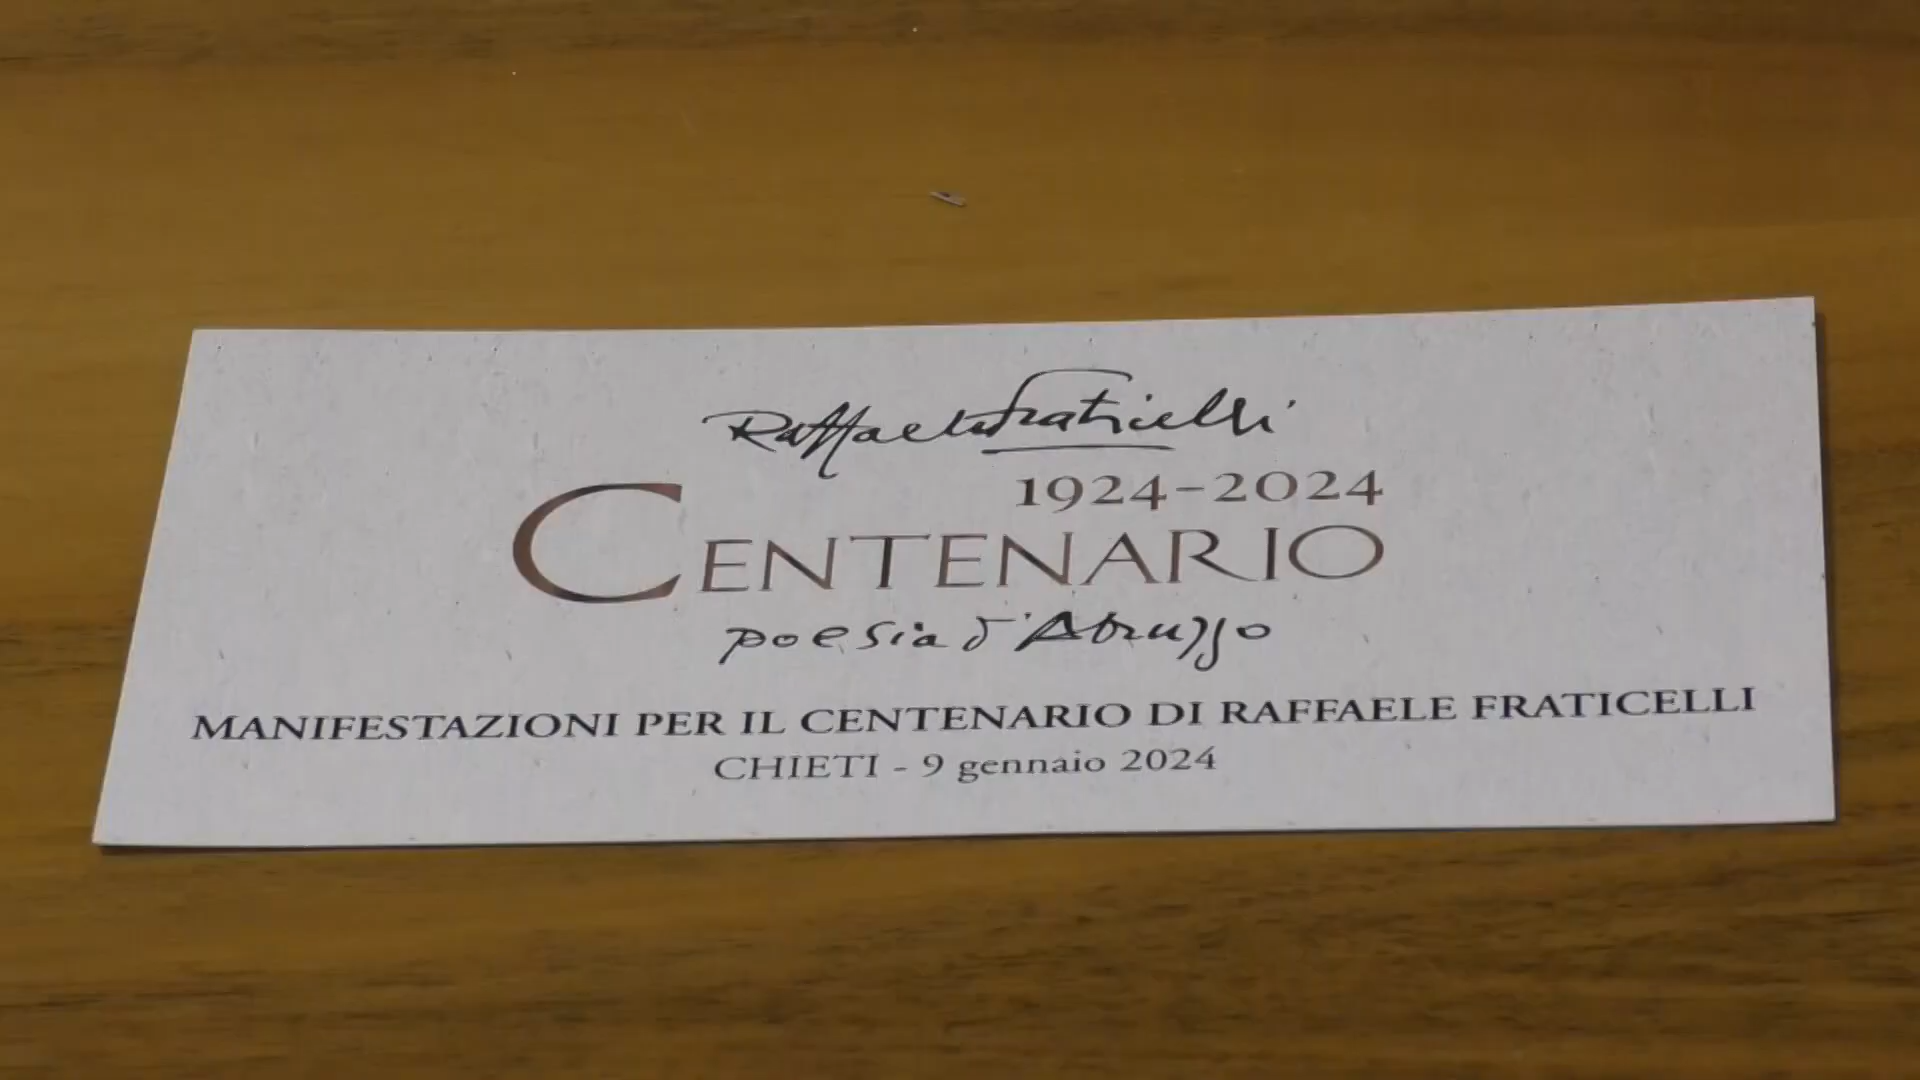 Raffaele Fraticelli
1924-2024
CENTENARIO
poesia d'Abruzzo
MANIFESTAZIONI PER IL CENTENARIO DI RAFFAELE FRATICELLI
CHIETI - 9 gennaio 2024